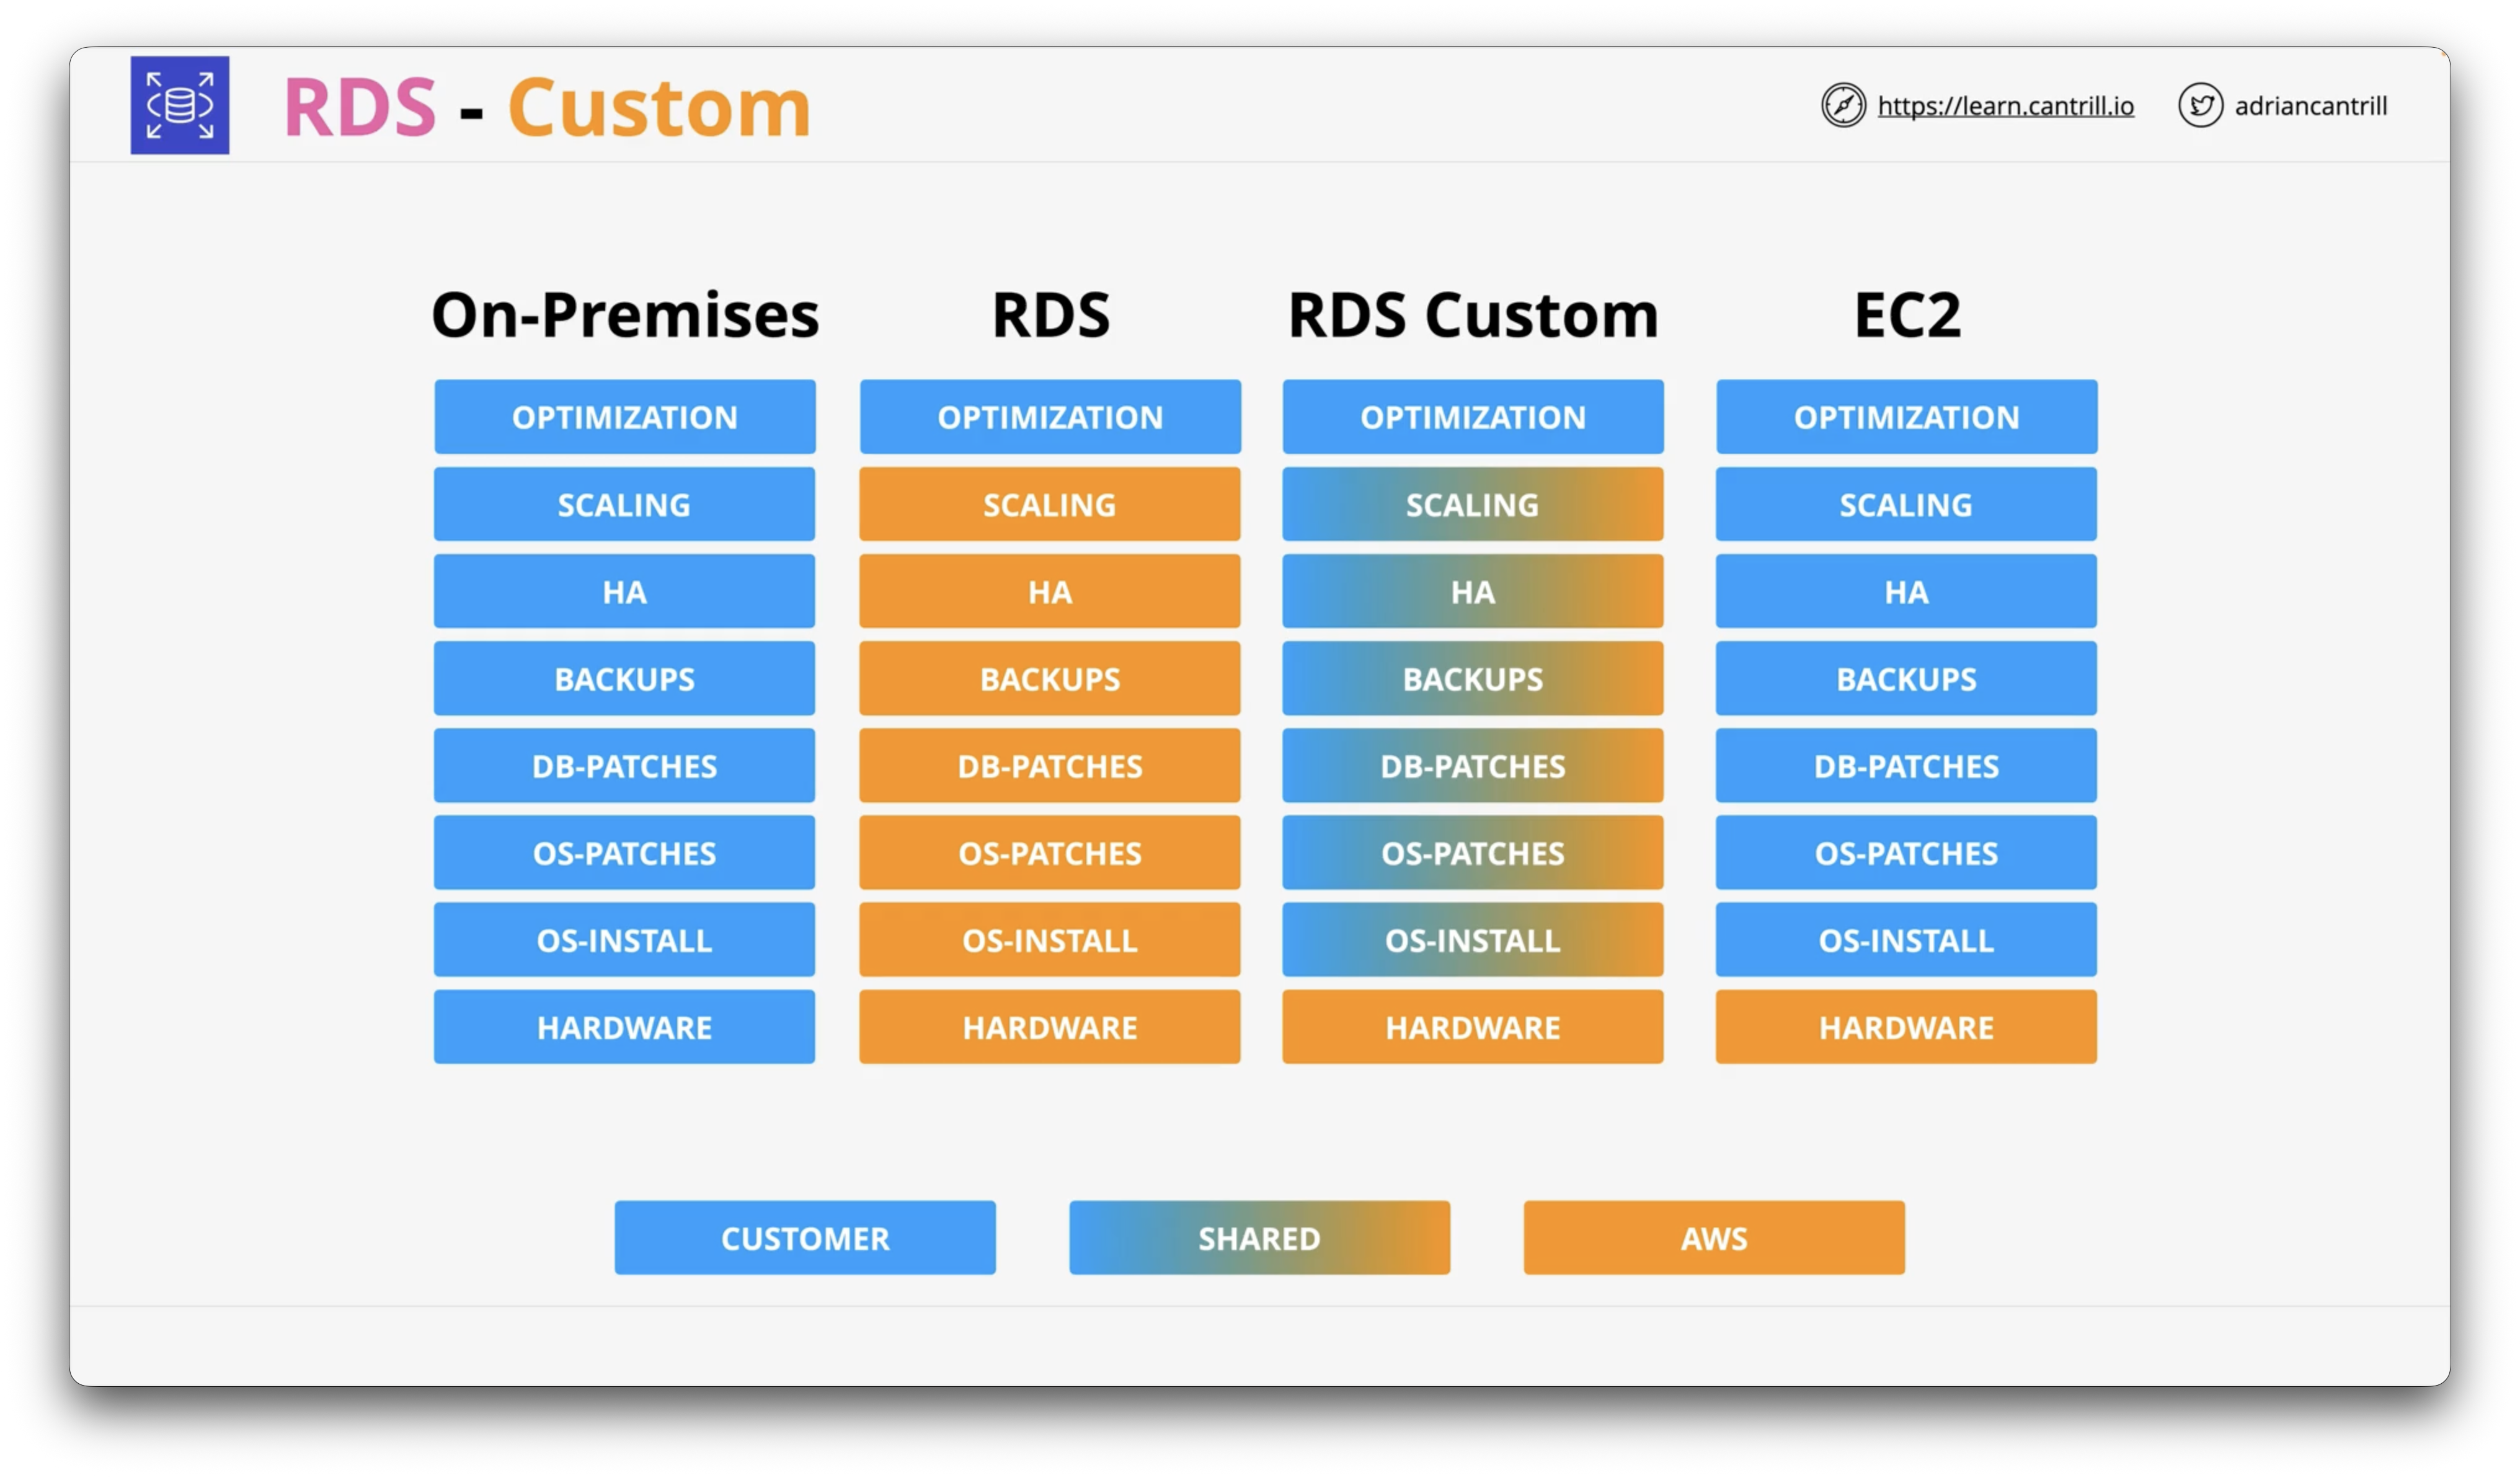 RDS - Custom
https://learn.cantrill.io
adriancantrill
On-Premises RDS RDS Custom EC2
OPTIMIZATION OPTIMIZATION OPTIMIZATION OPTIMIZATION
SCALING SCALING SCALING SCALING
HA HA HA HA
BACKUPS BACKUPS BACKUPS BACKUPS
DB-PATCHES DB-PATCHES DB-PATCHES DB-PATCHES
OS-PATCHES OS-PATCHES OS-PATCHES OS-PATCHES
OS-INSTALL OS-INSTALL OS-INSTALL OS-INSTALL
HARDWARE HARDWARE HARDWARE HARDWARE
CUSTOMER SHARED AWS